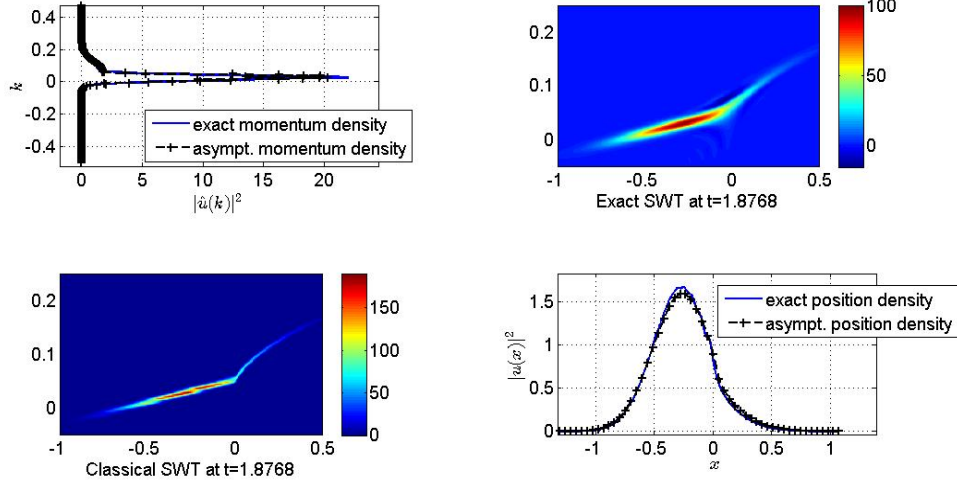 0.4
0.2
0
-0.2
-0.4
k
0 5 10 15 20
|û(k)|²
exact momentum density
asympt. momentum density
0.2
0.1
0
-1 -0.5 0 0.5
Exact SWT at t=1.8768
100
50
0
0.2
0.1
0
-1 -0.5 0 0.5
Classical SWT at t=1.8768
150
100
50
0
1.5
1.0
0.5
0
|u(x)|²
-1 -0.5 0 0.5 1
x
exact position density
asympt. position density